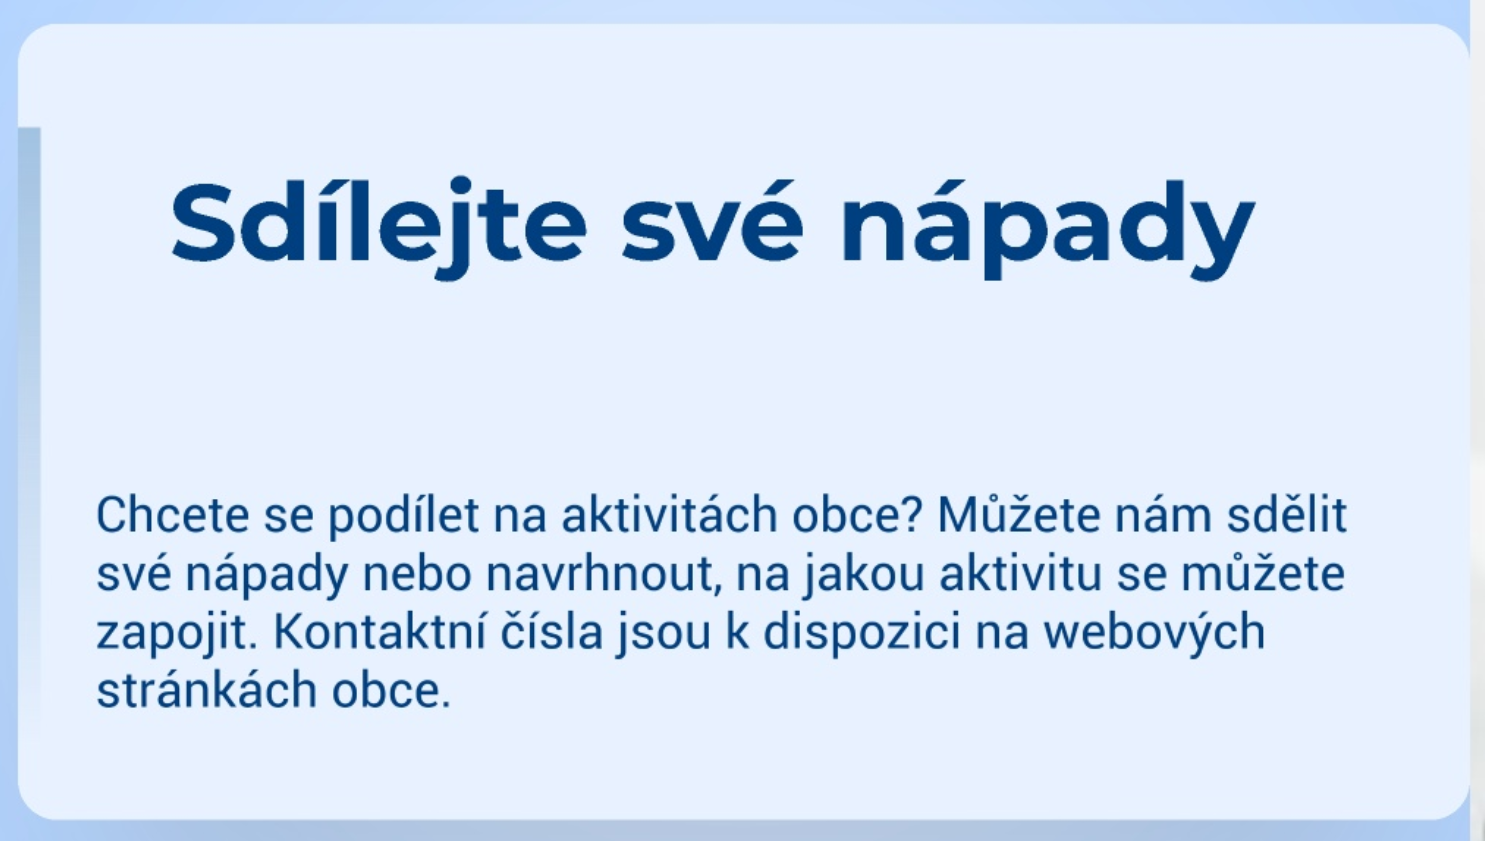 Sdílejte své nápady
Chcete se podílet na aktivitách obce? Můžete nám sdělit
své nápady nebo navrhnout, na jakou aktivitu se můžete
zapojit. Kontaktní čísla jsou k dispozici na webových
stránkách obce.